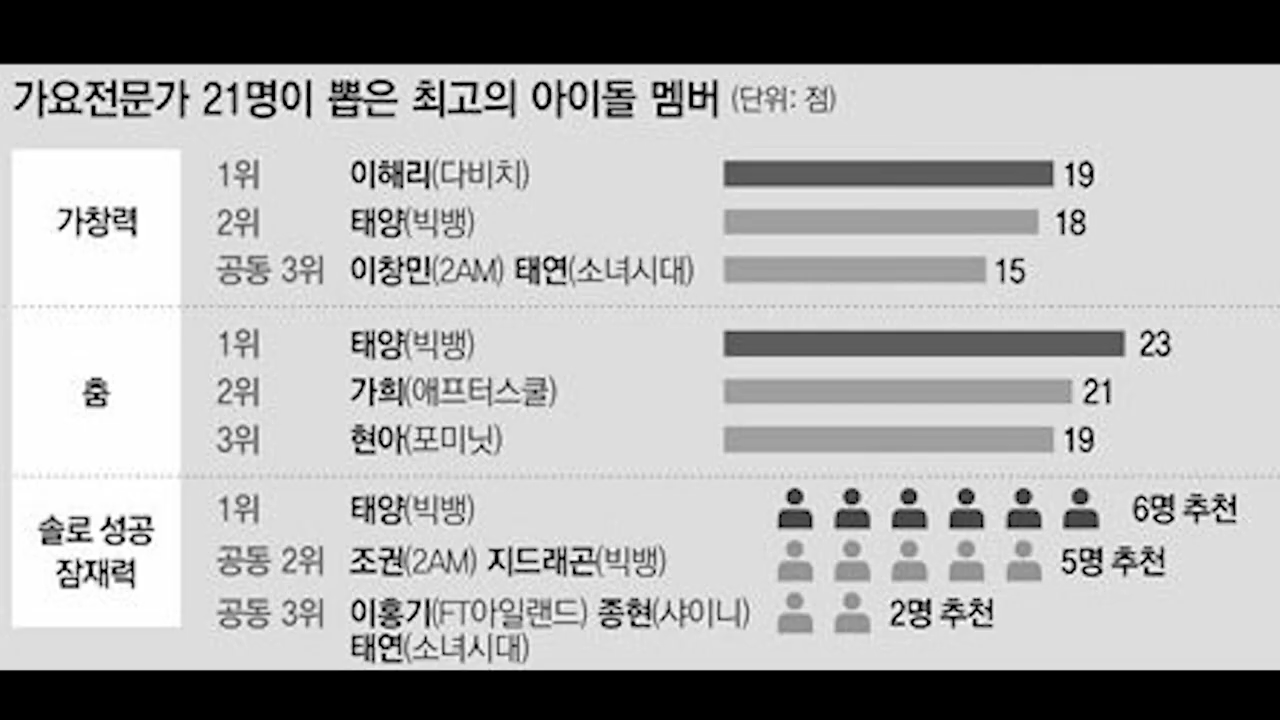 가요전문가 21명이 뽑은 최고의 아이돌 멤버 (단위: 점)
가창력
1위 이해리(다비치) 19
2위 태양(빅뱅) 18
공동 3위 이창민(2AM) 태연(소녀시대) 15
춤
1위 태양(빅뱅) 23
2위 가희(애프터스쿨) 21
3위 현아(포미닛) 19
솔로 성공
잠재력
1위 태양(빅뱅) 6명 추천
공동 2위 조권(2AM) 지드래곤(빅뱅) 5명 추천
공동 3위 이홍기(FT아일랜드) 종현(샤이니) 2명 추천
태연(소녀시대)